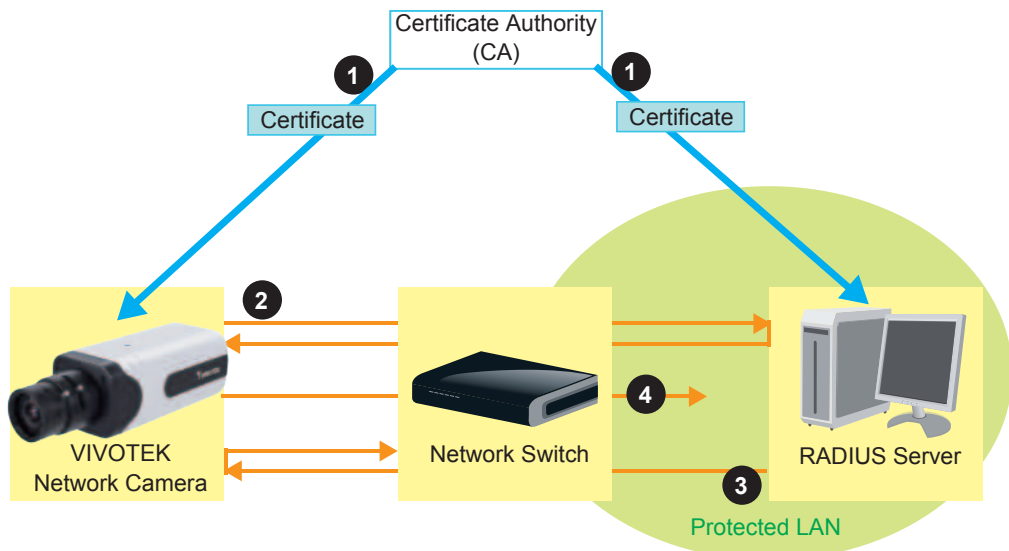 Certificate Authority
(CA)
1
1
Certificate
Certificate
2
4
VIVOTEK
Network Camera
Network Switch
RADIUS Server
3
Protected LAN